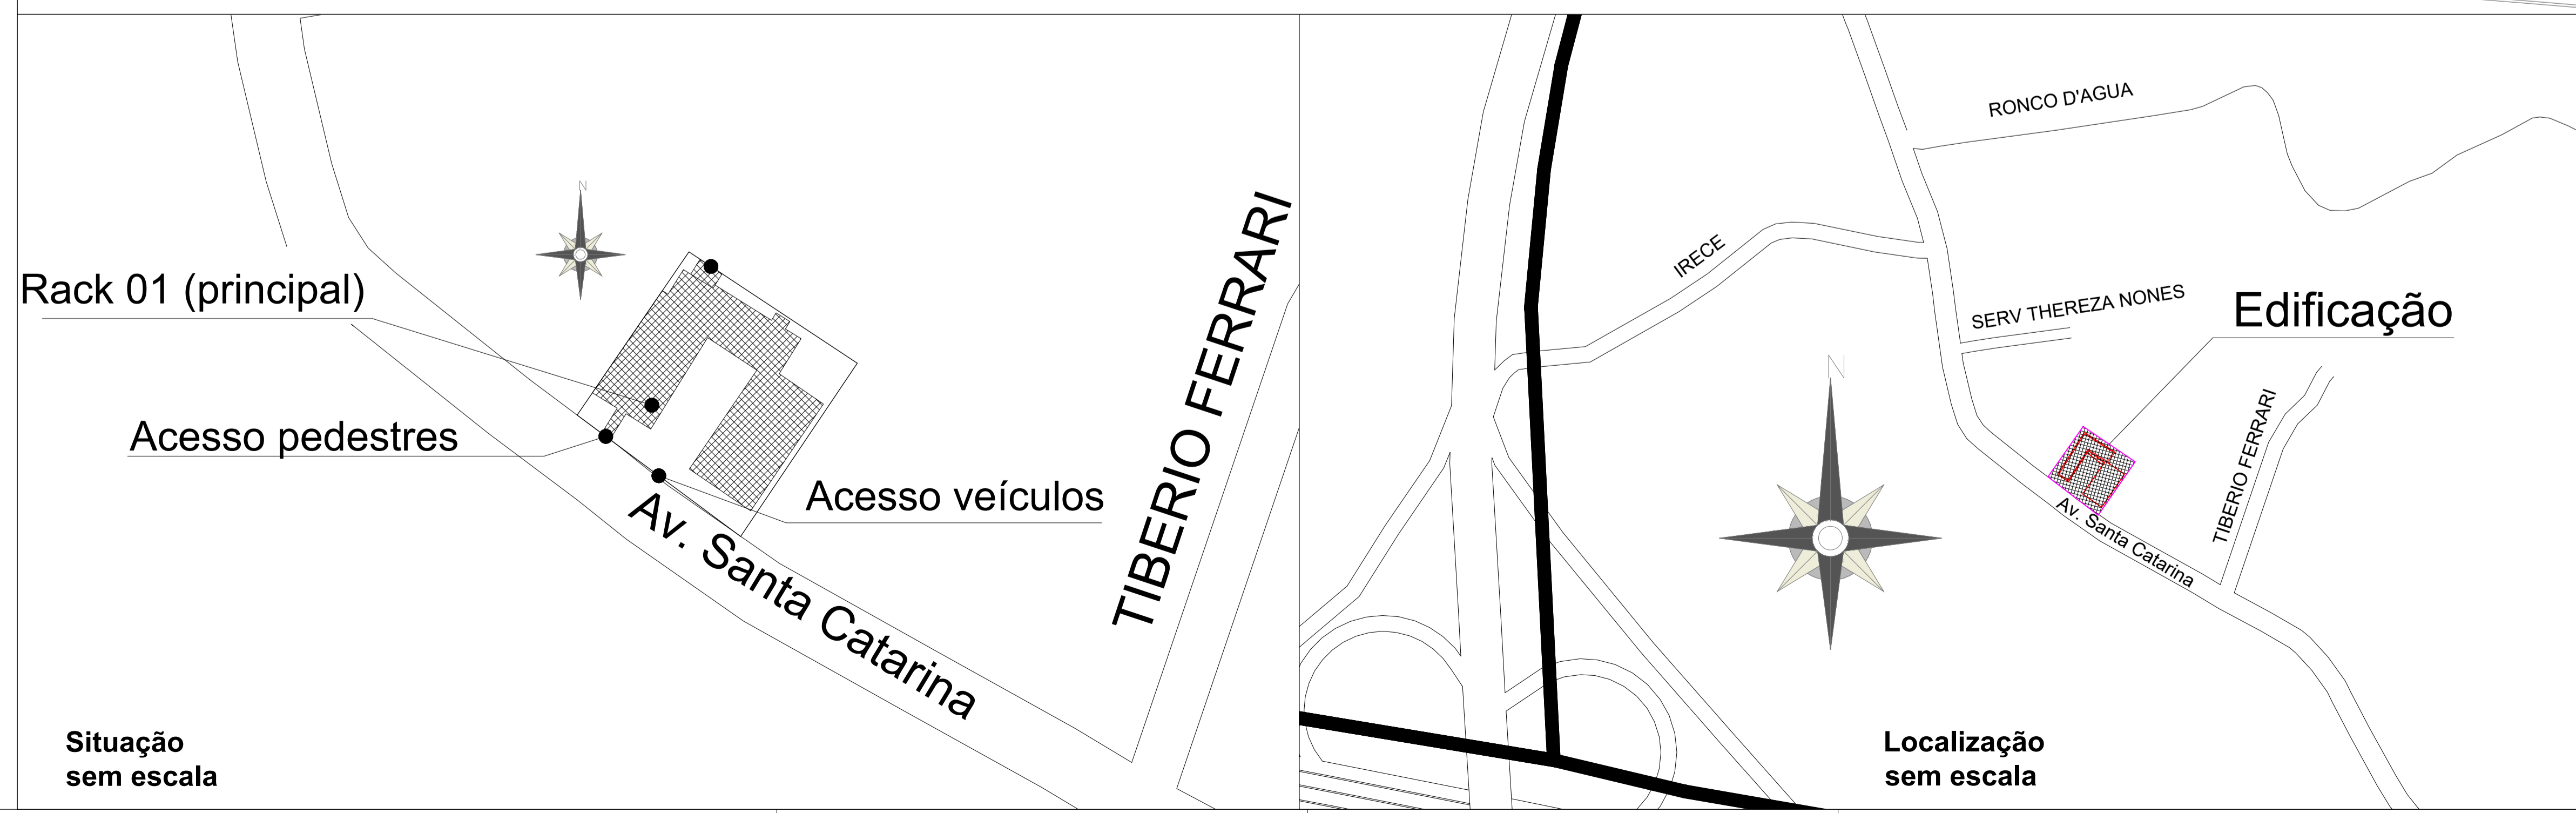 N
Rack 01 (principal)
Acesso pedestres
Acesso veículos
Av. Santa Catarina
TIBERIO FERRARI
Situação
sem escala
RONCO D'AGUA
IRECE
SERV THEREZA NONES
Edificação
N
TIBERIO FERRARI
Av. Santa Catarina
Localização
sem escala